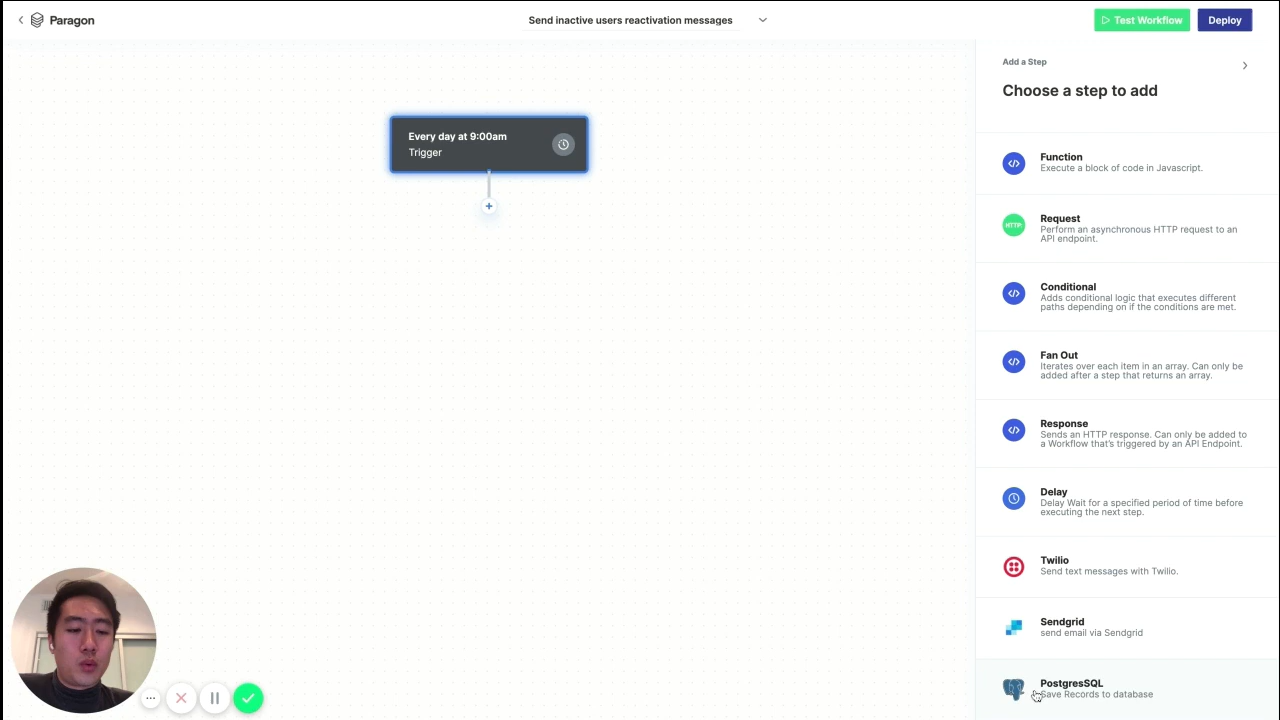 Paragon
Send inactive users reactivation messages
Test Workflow
Deploy
Add a Step
Choose a step to add
Every day at 9:00am
Trigger
Function
Execute a block of code in Javascript.
HTTP
Request
Perform an asynchronous HTTP request to an
API endpoint.
Conditional
Adds conditional logic that executes different
paths depending on if the conditions are met.
Fan Out
Iterates over each item in an array. Can only be
added after a step that returns an array.
Response
Sends an HTTP response. Can only be added to
a Workflow that's triggered by an API Endpoint.
Delay
Delay Wait for a specified period of time before
executing the next step.
Twilio
Send text messages with Twilio.
Sendgrid
send email via Sendgrid
PostgresSQL
Save Records to database